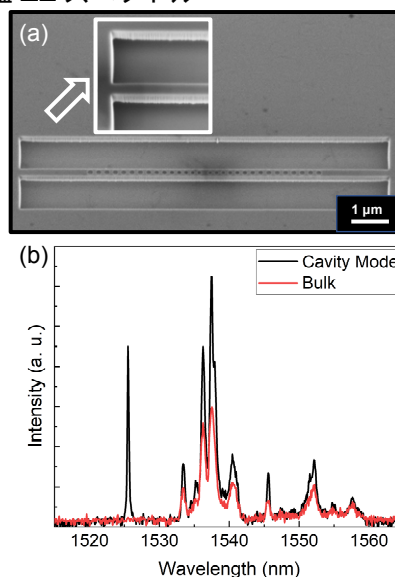 (a)
1 μm
(b)
Cavity Mode
Bulk
Intensity (a. u.)
1520 1530 1540 1550 1560
Wavelength (nm)